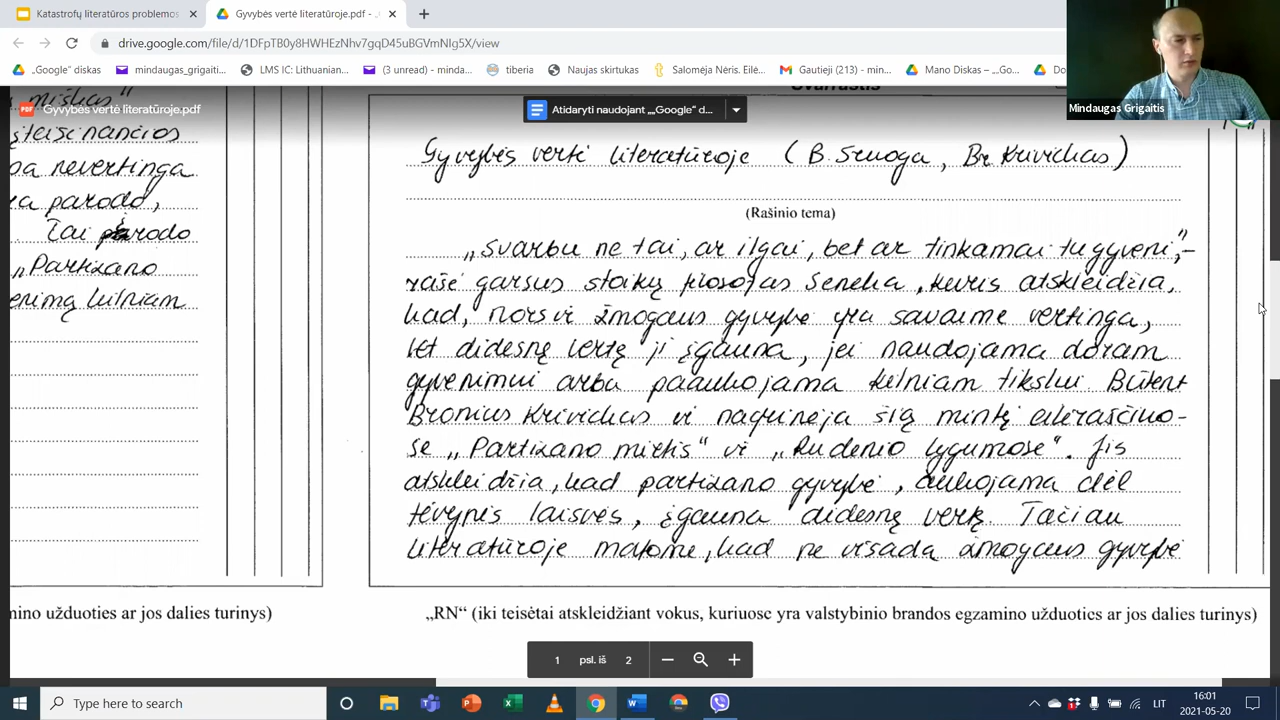 Katastrofų literatūros problemos
Gyvybės vertė literatūroje.pdf -
drive.google.com/file/d/1DFpTB0y8HWHEzNhv7gqD45uBGVmNIg5X/view
„Google“ diskas
mindaugas_grigaiti...
LMS IC: Lithuanian...
(3 unread) - minda...
tiberia
Naujas skirtukas
Salomėja Nėris. Eilė...
Gautieji (213) - min...
Mano Diskas – „Go...
Mindaugas Grigaitis
Gyvybės vertė literatūroje.pdf
Atidaryti naudojant „„Google“ d...
nevertinga
parodo,
Tai parodo
„Partizano
kilniam
Gyvybės vertė literatūroje (B. Sruoga, Br Krivickas)
(Rašinio tema)
„Svarbu ne tai, ar ilgai, bet ar tinkamai tu gyveni“,–
rašė garsus stoikų filosofas Seneka, kuris atskleidžia,
kad, nors ir žmogaus gyvybė yra savaime vertinga,
bet didesnę vertę ji įgauna, jei naudojama doram
gyvenimui arba paaukojama kilniam tikslui. Būtent
Bronius Krivickas ir nagrinėja šią mintį eilėraščiuo-
se „Partizano mirtis“ ir „Rudenio lygumose“. Jis
atskleidžia, kad partizano gyvybė, aukojama dėl
tėvynės laisvės, įgauna didesnę vertę. Tačiau
literatūroje matome, kad ne visada žmogaus gyvybė
mino užduoties ar jos dalies turinys)
„RN“ (iki teisėtai atskleidžiant vokus, kuriuose yra valstybinio brandos egzamino užduoties ar jos dalies turinys)
1 psl. iš 2
Type here to search
LIT
16:01
2021-05-20